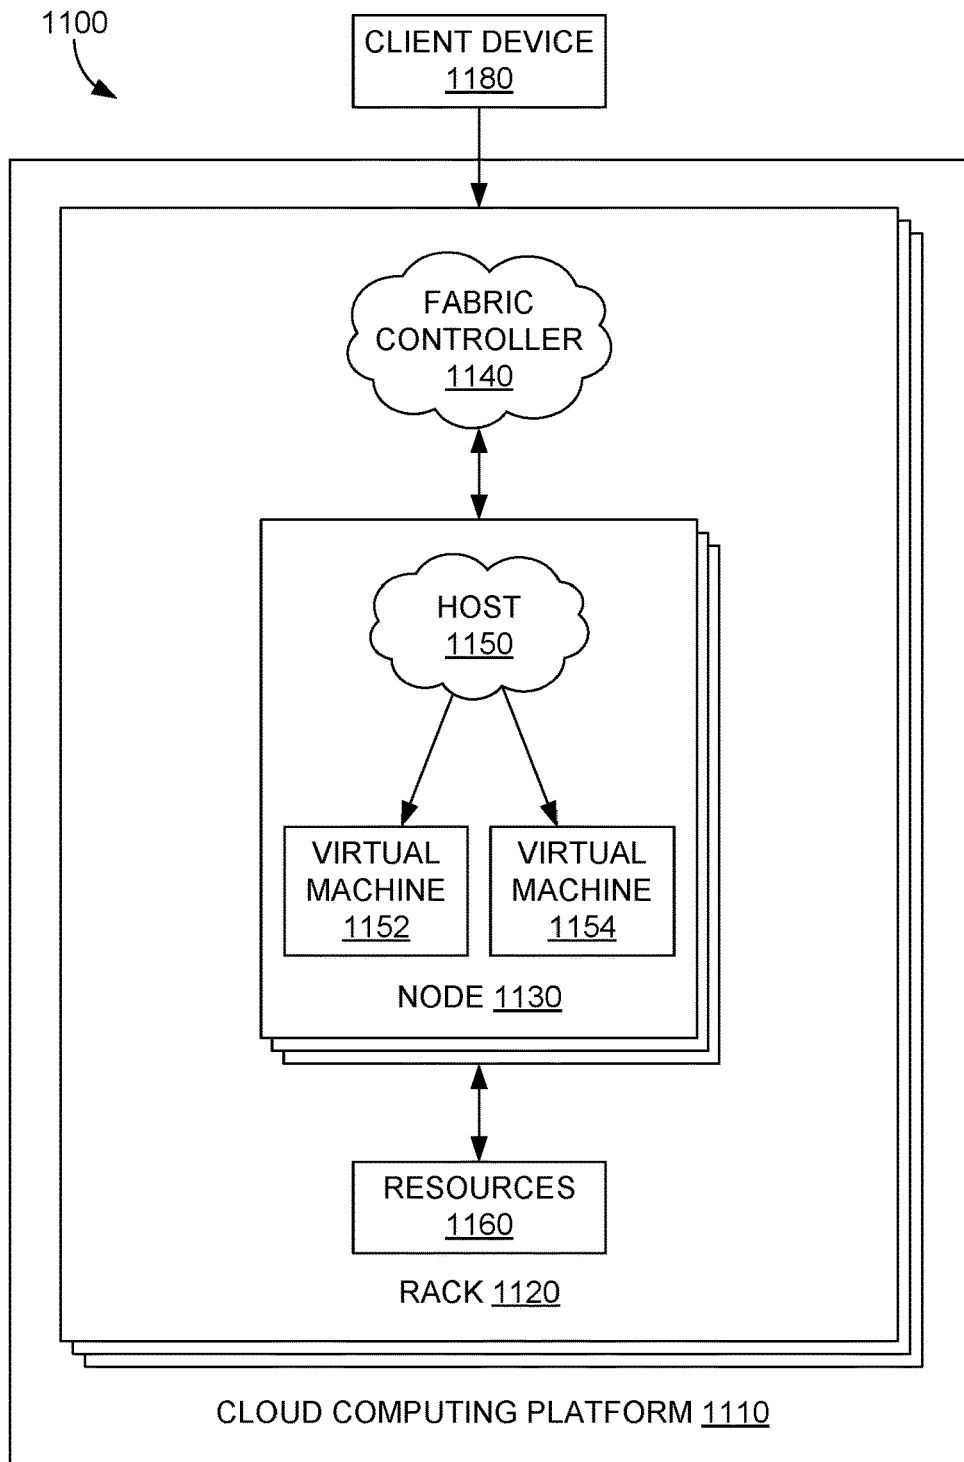 1100
CLIENT DEVICE
1180
FABRIC
CONTROLLER
1140
HOST
1150
VIRTUAL
MACHINE
1152
VIRTUAL
MACHINE
1154
NODE 1130
RESOURCES
1160
RACK 1120
CLOUD COMPUTING PLATFORM 1110